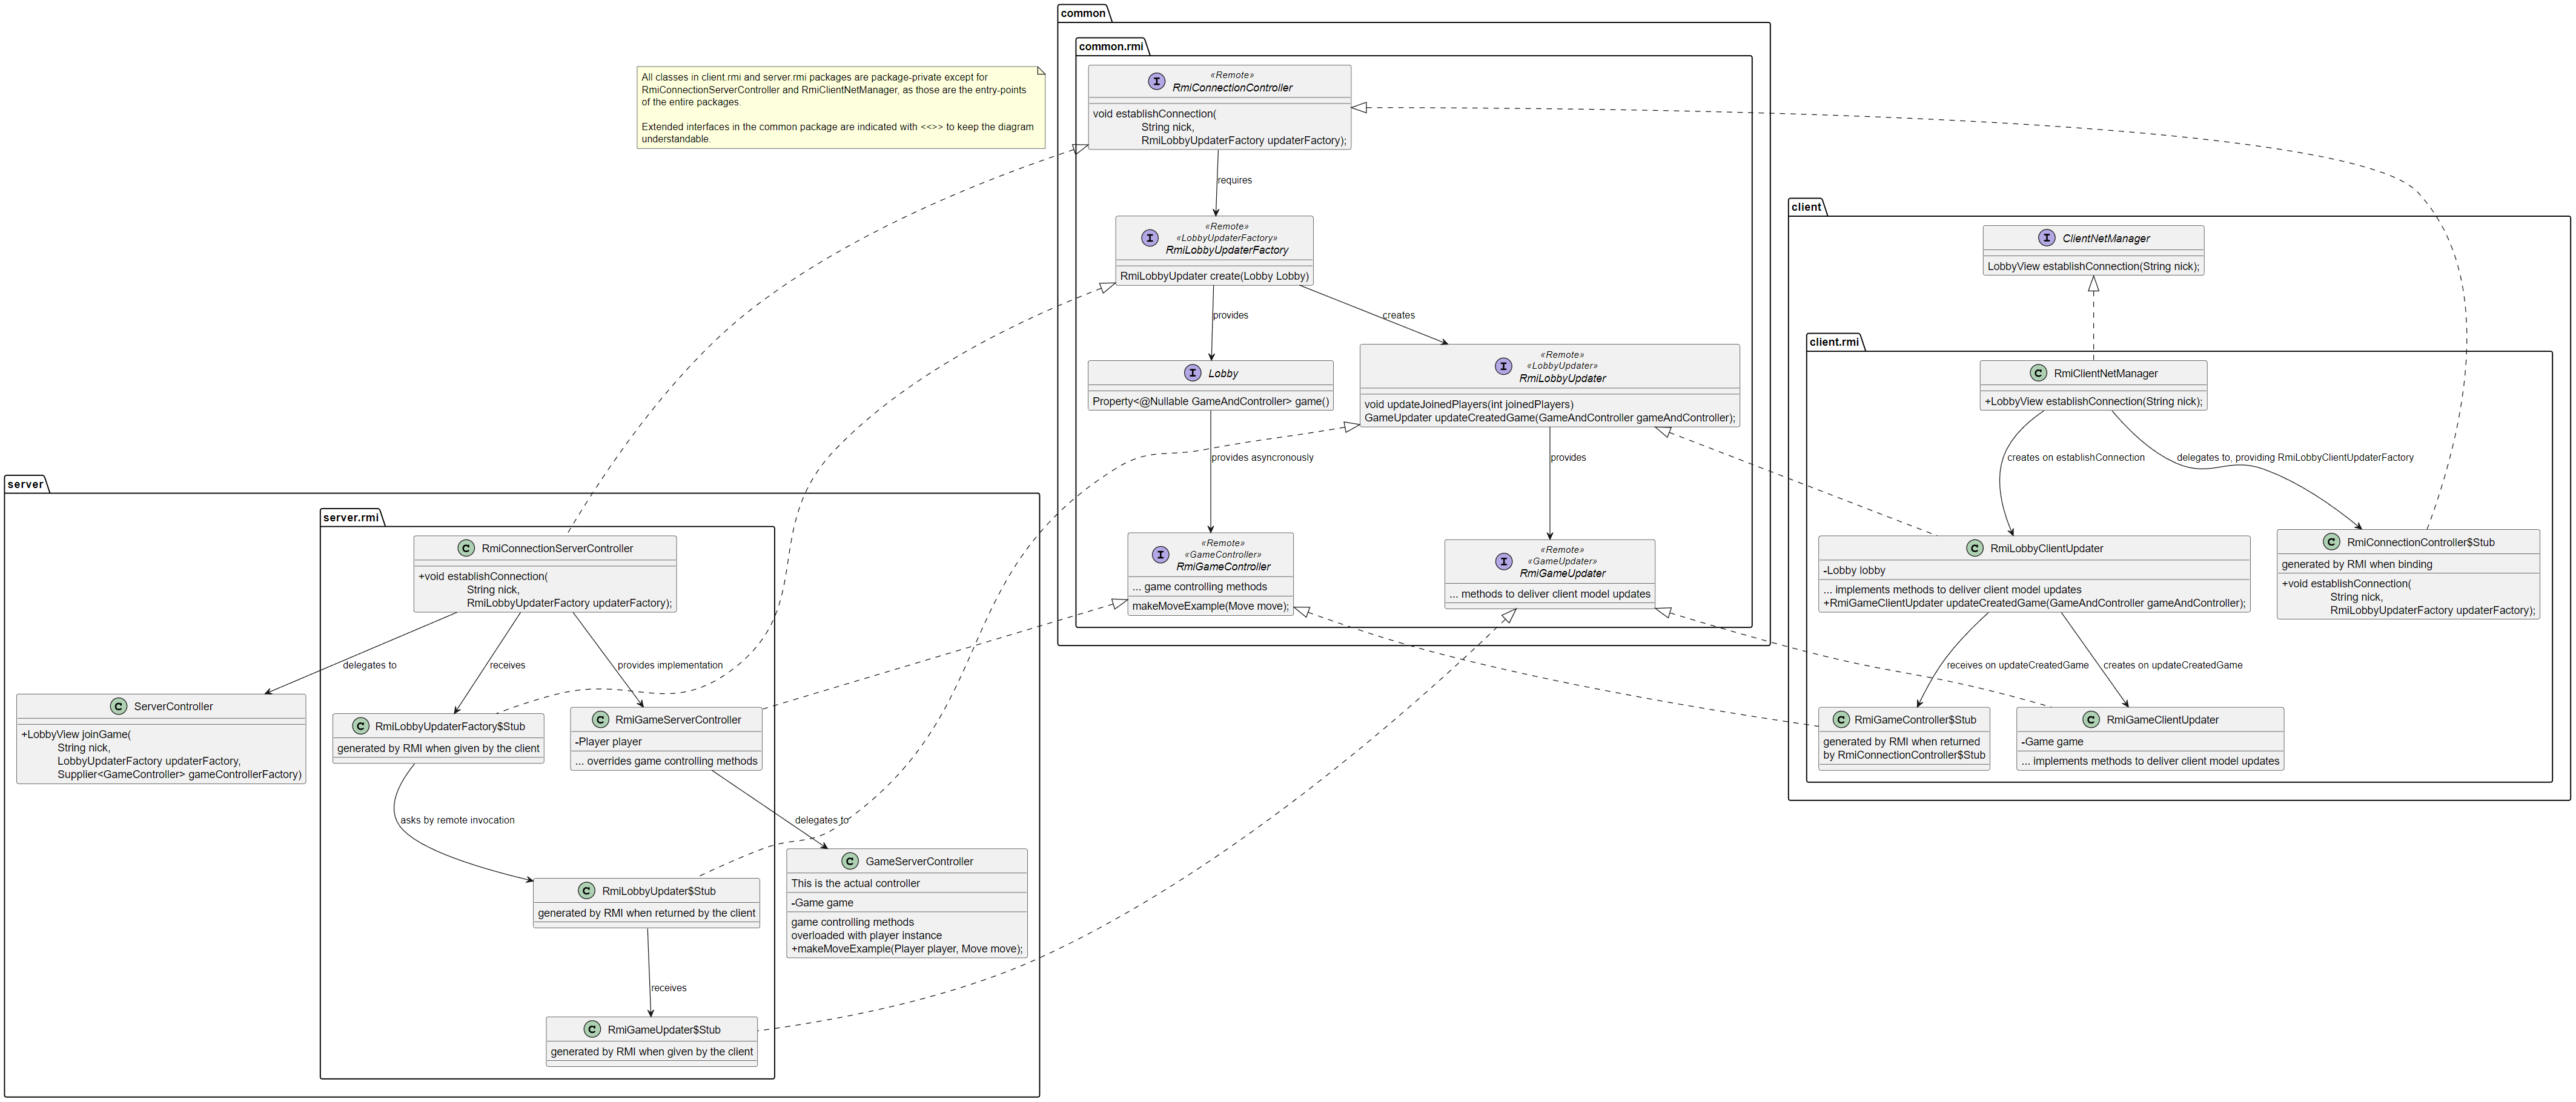 common
common.rmi
All classes in client.rmi and server.rmi packages are package-private except for
RmiConnectionServerController and RmiClientNetManager, as those are the entry-points
of the entire packages.
Extended interfaces in the common package are indicated with <<>> to keep the diagram
understandable.
«Remote»
I
RmiConnectionController
void establishConnection(
String nick,
RmiLobbyUpdaterFactory updaterFactory);
requires
«Remote»
«LobbyUpdaterFactory»
I
RmiLobbyUpdaterFactory
RmiLobbyUpdater create(Lobby Lobby)
provides
creates
I
Lobby
Property<@Nullable GameAndController> game()
«Remote»
«LobbyUpdater»
I
RmiLobbyUpdater
void updateJoinedPlayers(int joinedPlayers)
GameUpdater updateCreatedGame(GameAndController gameAndController);
provides asyncronously
provides
«Remote»
«GameController»
I
RmiGameController
... game controlling methods
makeMoveExample(Move move);
«Remote»
«GameUpdater»
I
RmiGameUpdater
... methods to deliver client model updates
client
I
ClientNetManager
LobbyView establishConnection(String nick);
client.rmi
C
RmiClientNetManager
+LobbyView establishConnection(String nick);
creates on establishConnection
delegates to, providing RmiLobbyClientUpdaterFactory
C
RmiLobbyClientUpdater
-Lobby lobby
... implements methods to deliver client model updates
+RmiGameClientUpdater updateCreatedGame(GameAndController gameAndController);
C
RmiConnectionController$Stub
generated by RMI when binding
+void establishConnection(
String nick,
RmiLobbyUpdaterFactory updaterFactory);
receives on updateCreatedGame
creates on updateCreatedGame
C
RmiGameController$Stub
generated by RMI when returned
by RmiConnectionController$Stub
C
RmiGameClientUpdater
-Game game
... implements methods to deliver client model updates
server
server.rmi
C
RmiConnectionServerController
+void establishConnection(
String nick,
RmiLobbyUpdaterFactory updaterFactory);
delegates to
receives
provides implementation
C
ServerController
+LobbyView joinGame(
String nick,
LobbyUpdaterFactory updaterFactory,
Supplier<GameController> gameControllerFactory)
C
RmiLobbyUpdaterFactory$Stub
generated by RMI when given by the client
C
RmiGameServerController
-Player player
... overrides game controlling methods
asks by remote invocation
delegates to
C
RmiLobbyUpdater$Stub
generated by RMI when returned by the client
C
GameServerController
This is the actual controller
-Game game
game controlling methods
overloaded with player instance
+makeMoveExample(Player player, Move move);
receives
C
RmiGameUpdater$Stub
generated by RMI when given by the client